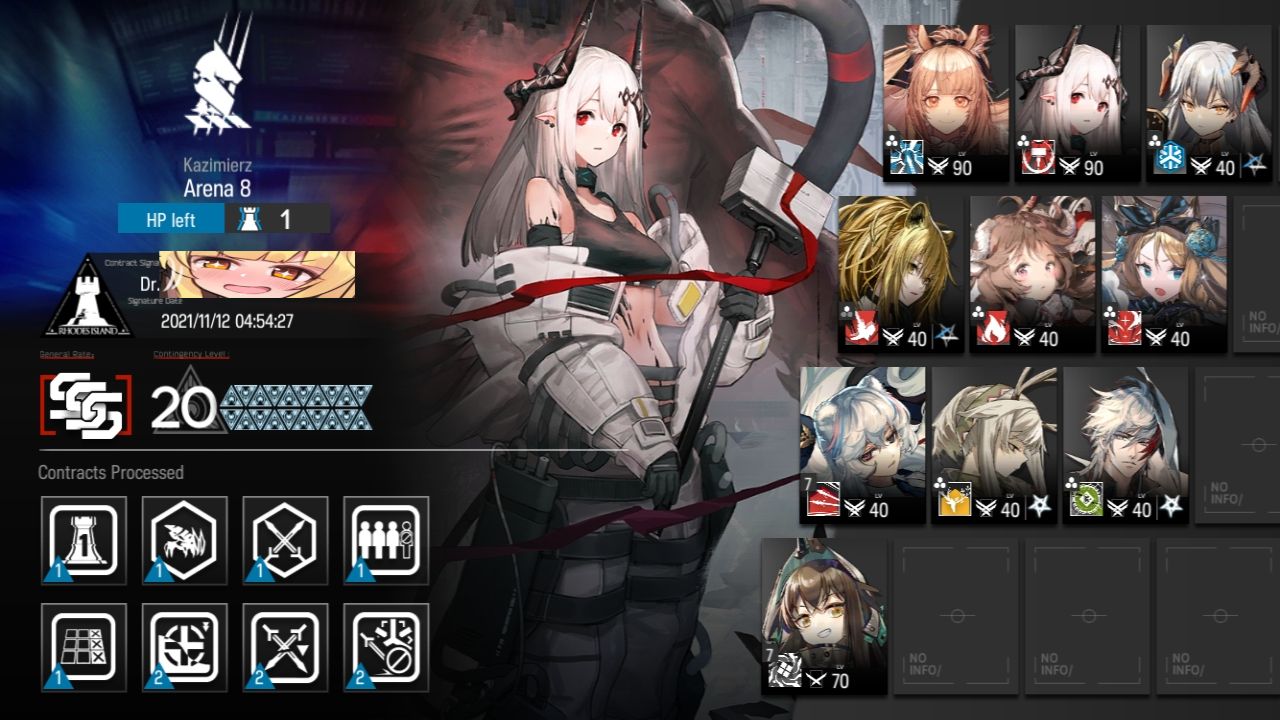 Kazimierz
Arena 8
HP left
1
Contract Signa
Dr.
Signature Date
2021/11/12 04:54:27
RHODES ISLAND
General Rate:
Contingency Level:
SSS
20
Contracts Processed
1
1
1
1
1
1
2
2
2
LV
90
LV
90
LV
40
LV
40
LV
40
LV
40
NO
INFO/
7
LV
40
LV
40
LV
40
NO
INFO/
7
LV
70
NO
INFO/
NO
INFO/
NO
INFO/